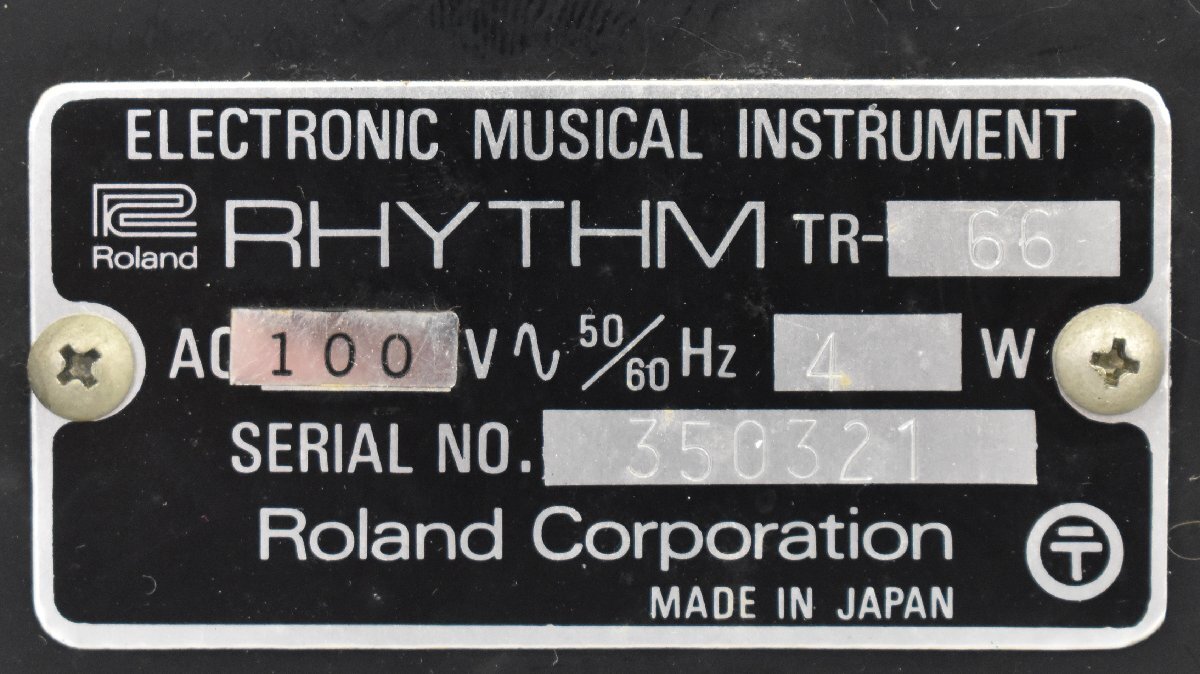 ELECTRONIC MUSICAL INSTRUMENT
Roland RHYTHM TR-66
AC 100 V ∿ 50/60 Hz 4 W
SERIAL NO. 350321
Roland Corporation
MADE IN JAPAN